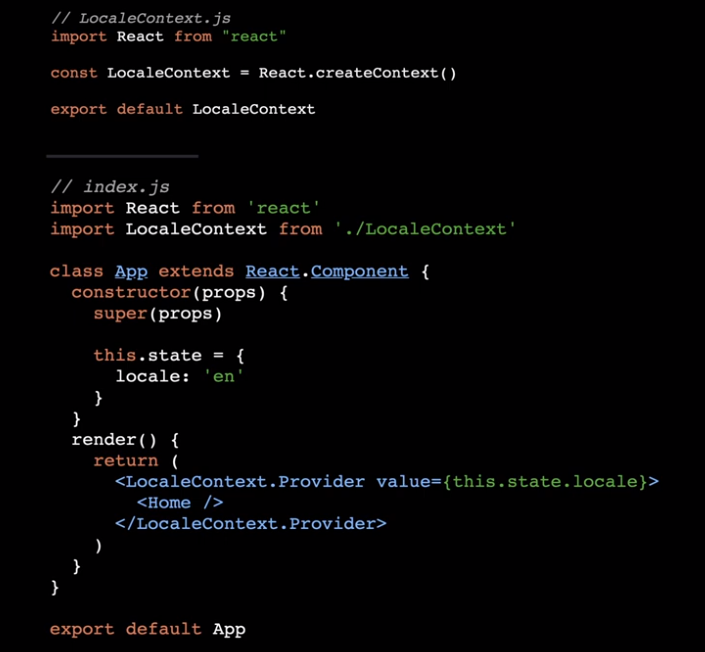 // LocaleContext.js
import React from "react"
const LocaleContext = React.createContext()
export default LocaleContext
// index.js
import React from 'react'
import LocaleContext from './LocaleContext'
class App extends React.Component {
constructor(props) {
super(props)
this.state = {
locale: 'en'
}
}
render() {
return (
<LocaleContext.Provider value={this.state.locale}>
<Home />
</LocaleContext.Provider>
)
}
}
export default App